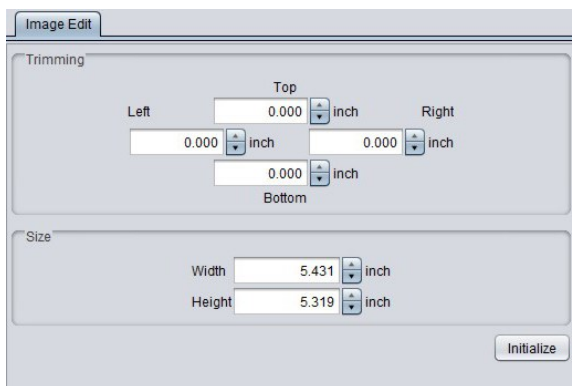 Image Edit
Trimming
Top
Left 0.000 inch Right
0.000 inch 0.000 inch
0.000 inch
Bottom
Size
Width 5.431 inch
Height 5.319 inch
Initialize